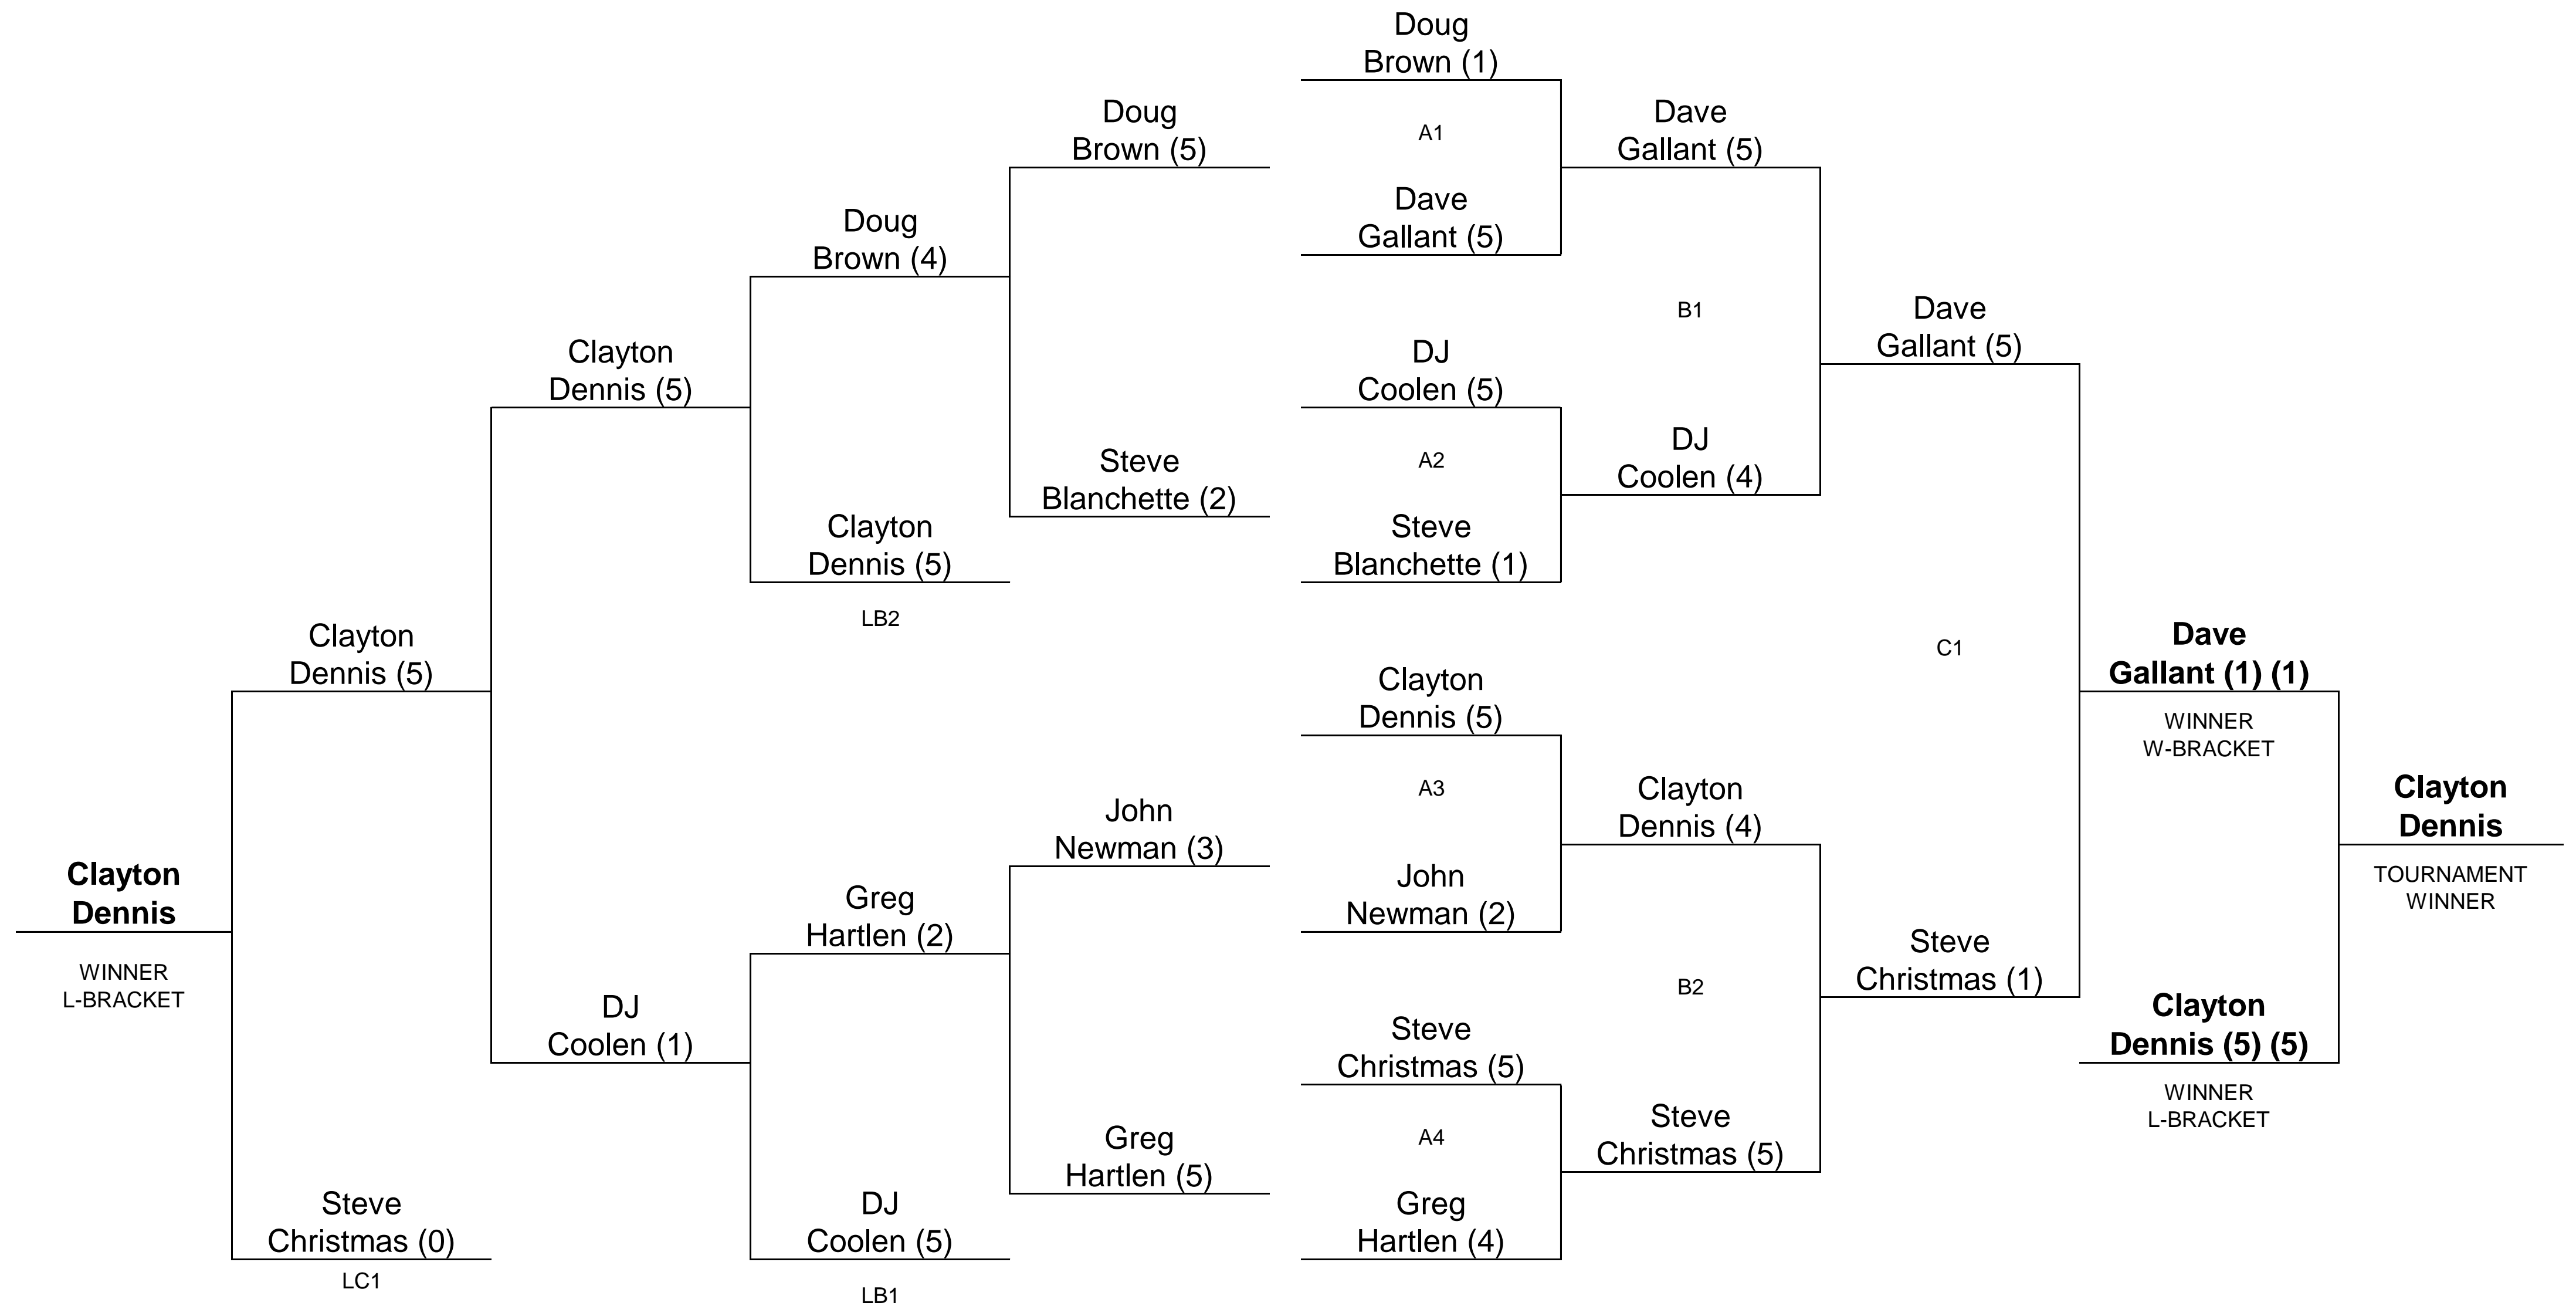 Doug
Brown (1)
A1
Dave
Gallant (5)
DJ
Coolen (5)
A2
Steve
Blanchette (1)
Clayton
Dennis (5)
A3
John
Newman (2)
Steve
Christmas (5)
A4
Greg
Hartlen (4)
Dave
Gallant (5)
B1
DJ
Coolen (4)
Clayton
Dennis (4)
B2
Steve
Christmas (5)
Dave
Gallant (5)
C1
Steve
Christmas (1)
Dave
Gallant (1) (1)
WINNER
W-BRACKET
Clayton
Dennis (5) (5)
WINNER
L-BRACKET
Clayton
Dennis
TOURNAMENT
WINNER
Doug
Brown (5)
Steve
Blanchette (2)
John
Newman (3)
Greg
Hartlen (5)
Doug
Brown (4)
Clayton
Dennis (5)
LB2
Greg
Hartlen (2)
DJ
Coolen (5)
LB1
Clayton
Dennis (5)
DJ
Coolen (1)
Clayton
Dennis (5)
Steve
Christmas (0)
LC1
Clayton
Dennis
WINNER
L-BRACKET